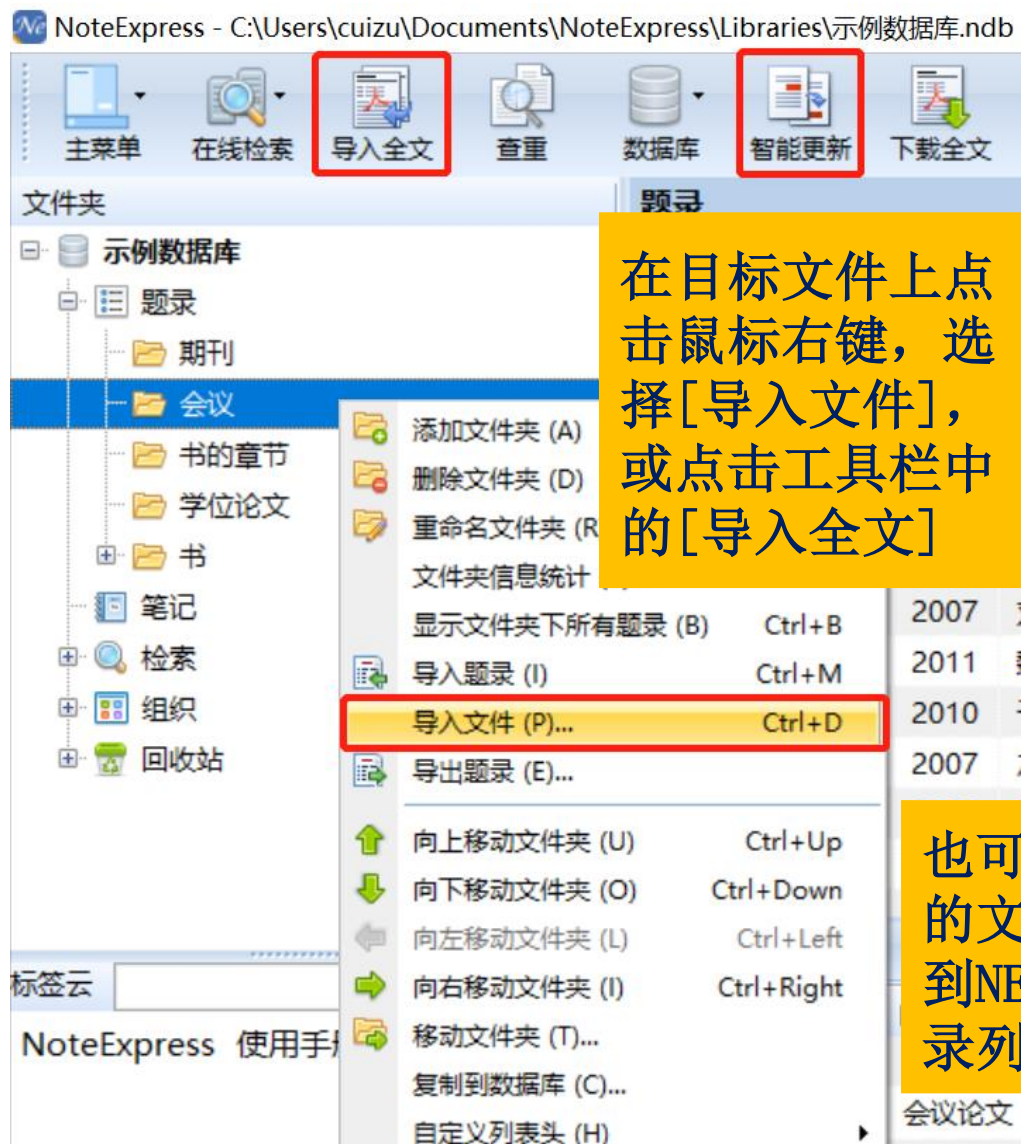 NoteExpress - C:\Users\cuizu\Documents\NoteExpress\Libraries\示例数据库.ndb
主菜单 在线检索 导入全文 查重 数据库 智能更新 下载全文
文件夹
题录
示例数据库
题录
期刊
会议
书的章节
学位论文
书
笔记
检索
组织
回收站
标签云
NoteExpress 使用手
添加文件夹 (A)
删除文件夹 (D)
重命名文件夹 (R
文件夹信息统计
显示文件夹下所有题录 (B) Ctrl+B
导入题录 (I) Ctrl+M
导入文件 (P)... Ctrl+D
导出题录 (E)...
向上移动文件夹 (U) Ctrl+Up
向下移动文件夹 (O) Ctrl+Down
向左移动文件夹 (L) Ctrl+Left
向右移动文件夹 (I) Ctrl+Right
移动文件夹 (T)...
复制到数据库 (C)...
自定义列表头 (H)
在目标文件上点
击鼠标右键，选
择[导入文件]，
或点击工具栏中
的[导入全文]
2007
2011
2010
2007
也可
的文
到NE
录列
会议论文